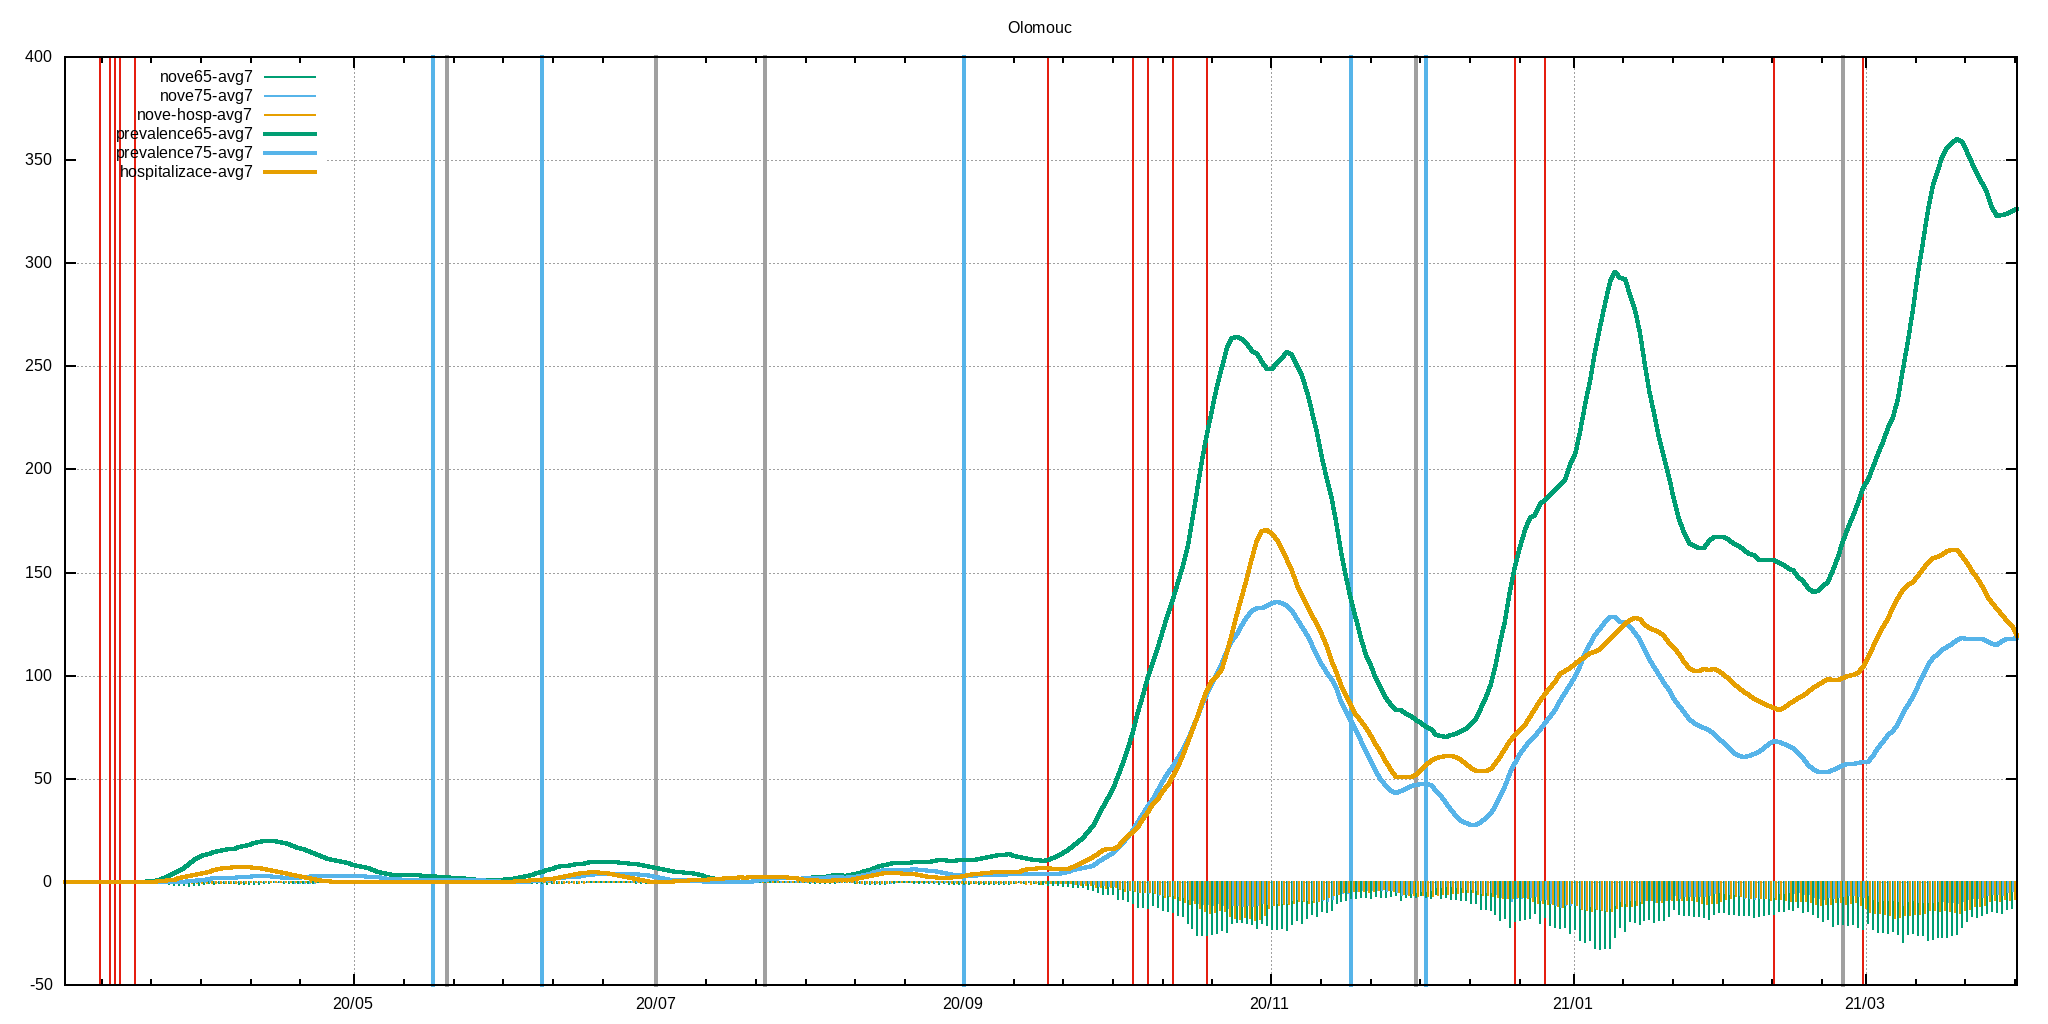 Olomouc
400
350
300
250
200
150
100
50
0
-50
nove65-avg7
nove75-avg7
nove-hosp-avg7
prevalence65-avg7
prevalence75-avg7
hospitalizace-avg7
20/05
20/07
20/09
20/11
21/01
21/03